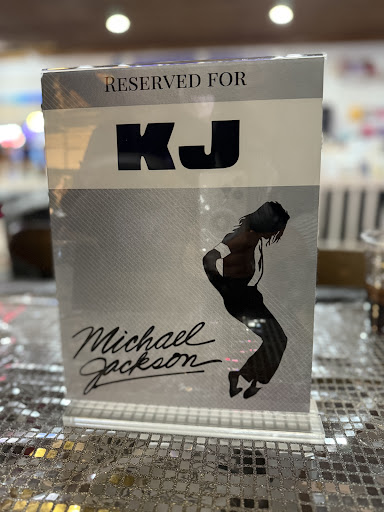 RESERVED FOR
KJ
Michael
Jackson